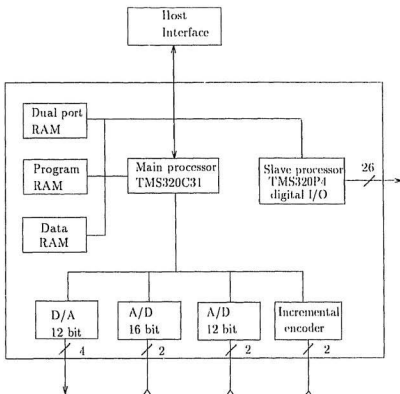 Host
Interface
Dual port
RAM
Program
RAM
Main processor
TMS320C31
Slave processor
TMS320P4
digital I/O
26
Data
RAM
D/A
12 bit
A/D
16 bit
A/D
12 bit
Incremental
encoder
4
2
2
2